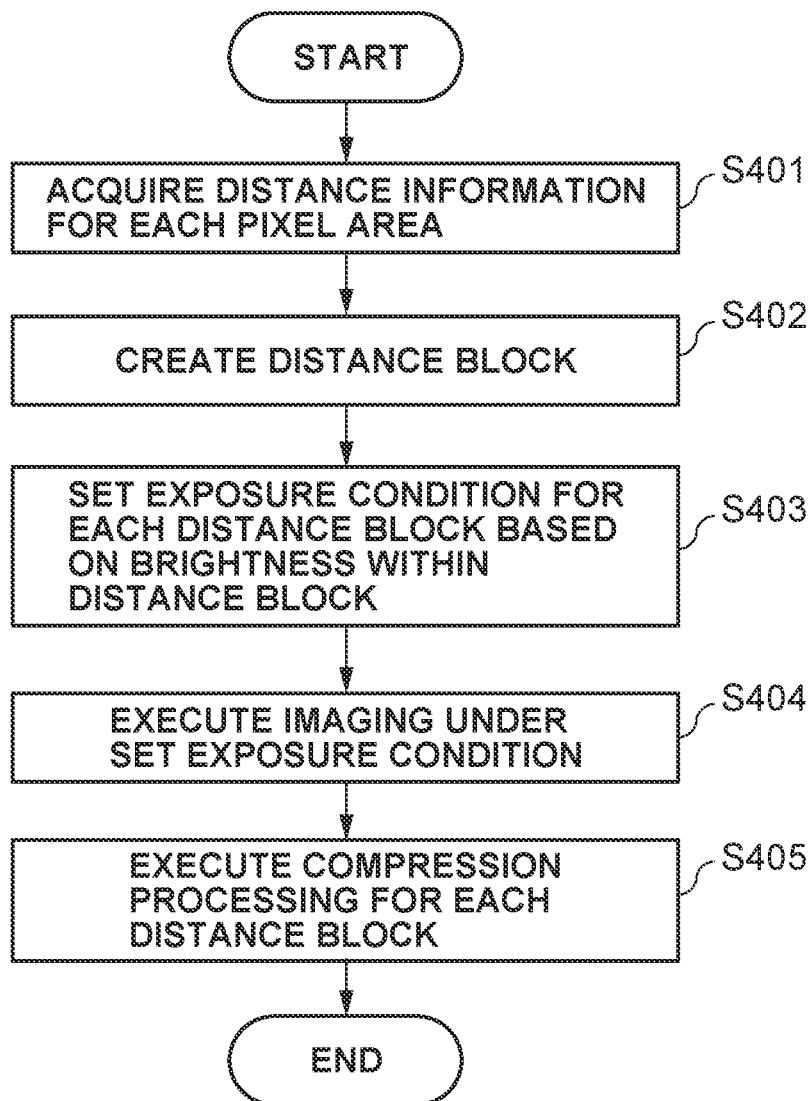 START
ACQUIRE DISTANCE INFORMATION
FOR EACH PIXEL AREA
S401
CREATE DISTANCE BLOCK
S402
SET EXPOSURE CONDITION FOR
EACH DISTANCE BLOCK BASED
ON BRIGHTNESS WITHIN
DISTANCE BLOCK
S403
EXECUTE IMAGING UNDER
SET EXPOSURE CONDITION
S404
EXECUTE COMPRESSION
PROCESSING FOR EACH
DISTANCE BLOCK
S405
END